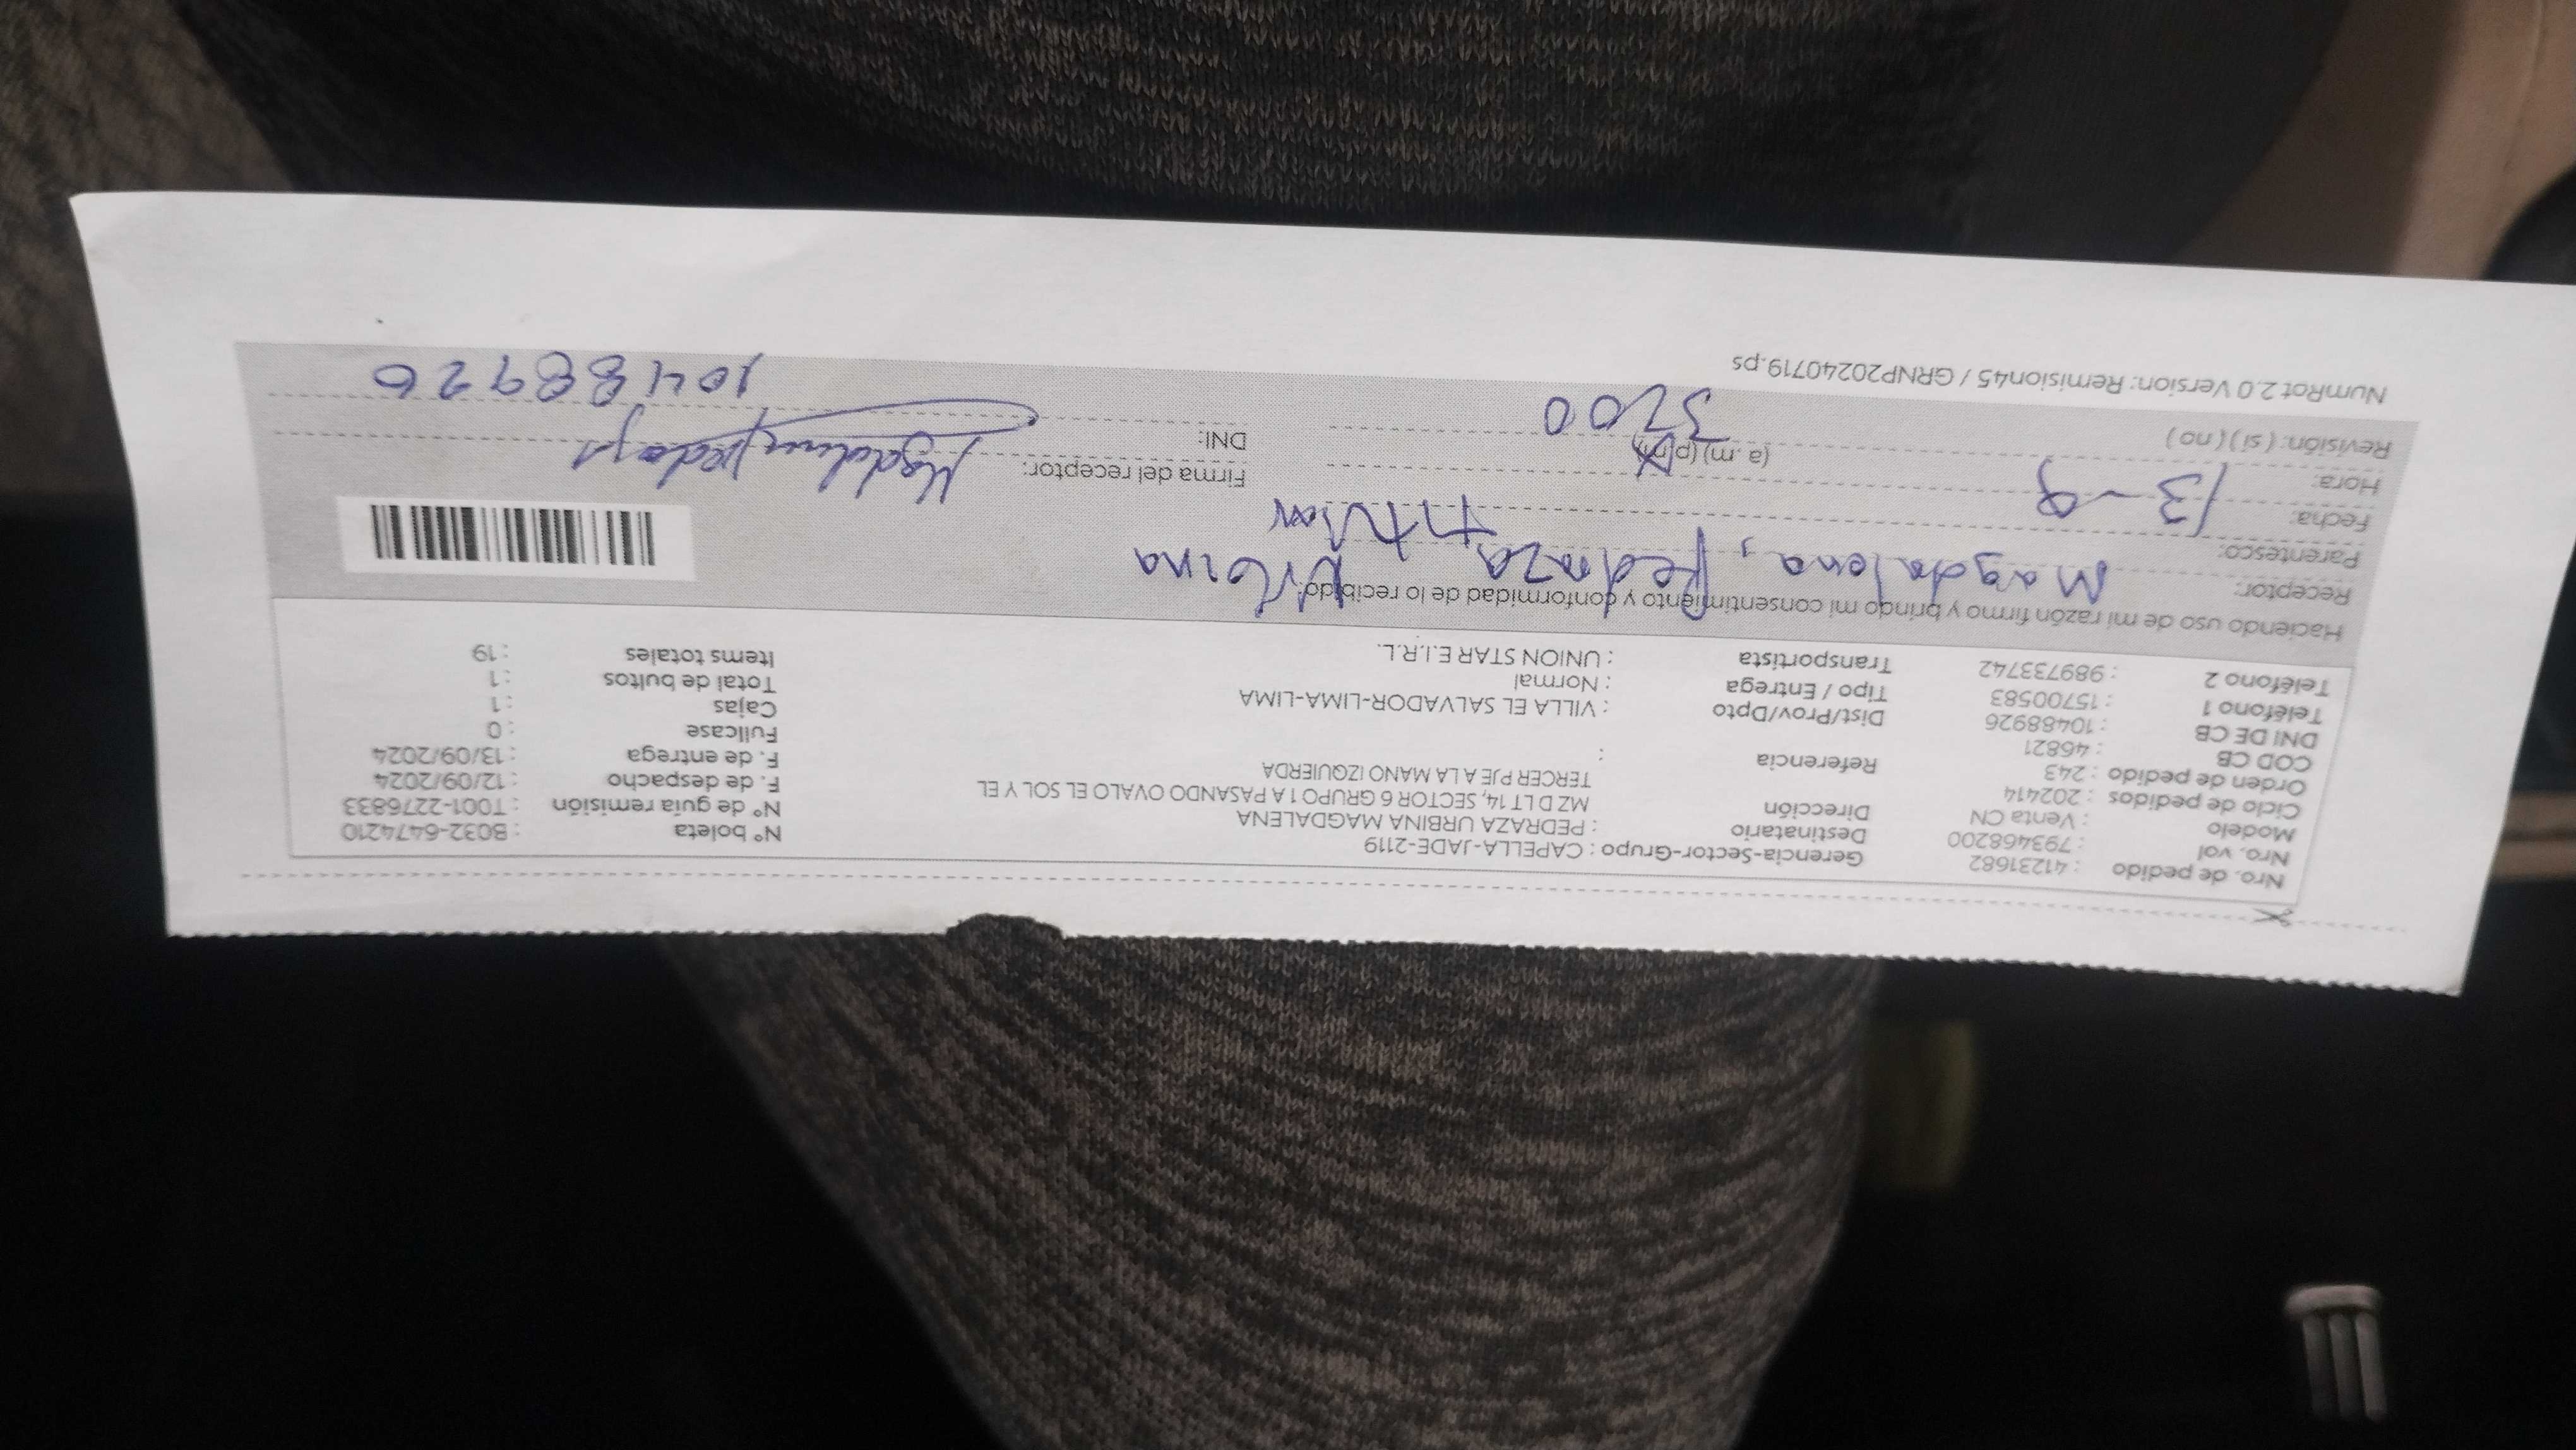 Nro. de pedido : 41231682 Gerencia-Sector-Grupo : CAPELLA-JADE-2119 N° boleta : B032-6474210
Nro. vol : 793468200 Destinatario : PEDRAZA URBINA MAGDALENA N° de guía remisión : T001-2276833
Modelo : Venta CN Dirección MZ D LT 14, SECTOR 6 GRUPO 1 A PASANDO OVALO EL SOL Y EL F. de despacho : 12/09/2024
Ciclo de pedidos : 202414 TERCER PJE A LA MANO IZQUIERDA F. de entrega : 13/09/2024
Orden de pedido : 243 Referencia : Fullcase : 0
COD CB : 46821 Dist/Prov/Dpto : VILLA EL SALVADOR-LIMA-LIMA Cajas : 1
DNI DE CB : 10488926 Tipo / Entrega : Normal Total de bultos : 1
Teléfono 1 : 15700583 Transportista : UNION STAR E.I.R.L. Items totales : 19
Teléfono 2 : 989733742
Haciendo uso de mi razón firmo y brindo mi consentimiento y conformidad de lo recibido:
Receptor: Magdalena, Pedraza Urbina
Parentesco: titular
Fecha: 13-9 Firma del receptor: Magdalena Pedraza
Hora: 3:00 (a. m) (p. m) DNI: 10488926
Revisión: ( si ) ( no )
NumRot 2.0 Version: Remision45 / GRNP20240719.ps